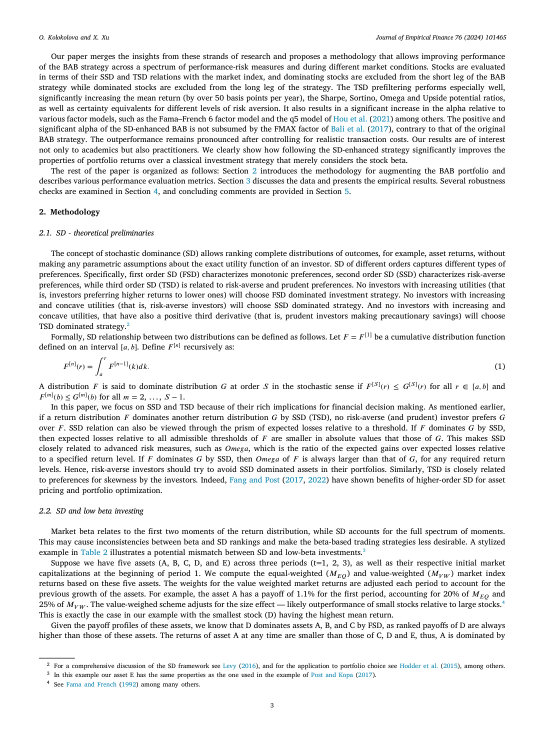 O. Kolokolova and X. Xu
Journal of Empirical Finance 76 (2024) 101465
Our paper merges the insights from these strands of research and proposes a methodology that allows improving performance
of the BAB strategy across a spectrum of performance-risk measures and during different market conditions. Stocks are evaluated
in terms of their SSD and TSD relations with the market index, and dominating stocks are excluded from the short leg of the BAB
strategy while dominated stocks are excluded from the long leg of the strategy. The TSD prefiltering performs especially well,
significantly increasing the mean return (by over 50 basis points per year), the Sharpe, Sortino, Omega and Upside potential ratios,
as well as certainty equivalents for different levels of risk aversion. It also results in a significant increase in the alpha relative to
various factor models, such as the Fama–French 6 factor model and the q5 model of Hou et al. (2021) among others. The positive and
significant alpha of the SD-enhanced BAB is not subsumed by the FMAX factor of Bali et al. (2017), contrary to that of the original
BAB strategy. The outperformance remains pronounced after controlling for realistic transaction costs. Our results are of interest
not only to academics but also practitioners. We clearly show how following the SD-enhanced strategy significantly improves the
properties of portfolio returns over a classical investment strategy that merely considers the stock beta.
The rest of the paper is organized as follows: Section 2 introduces the methodology for augmenting the BAB portfolio and
describes various performance evaluation metrics. Section 3 discusses the data and presents the empirical results. Several robustness
checks are examined in Section 4, and concluding comments are provided in Section 5.
2. Methodology
2.1. SD - theoretical preliminaries
The concept of stochastic dominance (SD) allows ranking complete distributions of outcomes, for example, asset returns, without
making any parametric assumptions about the exact utility function of an investor. SD of different orders captures different types of
preferences. Specifically, first order SD (FSD) characterizes monotonic preferences, second order SD (SSD) characterizes risk-averse
preferences, while third order SD (TSD) is related to risk-averse and prudent preferences. No investors with increasing utilities (that
is, investors preferring higher returns to lower ones) will choose FSD dominated investment strategy. No investors with increasing
and concave utilities (that is, risk-averse investors) will choose SSD dominated strategy. And no investors with increasing and
concave utilities, that have also a positive third derivative (that is, prudent investors making precautionary savings) will choose
TSD dominated strategy.²
Formally, SD relationship between two distributions can be defined as follows. Let F = F^[1] be a cumulative distribution function
defined on an interval [a, b]. Define F^[n] recursively as:
F^[n](r) = ∫_a^r F^[n−1](k)dk. (1)
A distribution F is said to dominate distribution G at order S in the stochastic sense if F^[S](r) ≤ G^[S](r) for all r ∈ [a, b] and
F^[m](b) ≤ G^[m](b) for all m = 2, …, S − 1.
In this paper, we focus on SSD and TSD because of their rich implications for financial decision making. As mentioned earlier,
if a return distribution F dominates another return distribution G by SSD (TSD), no risk-averse (and prudent) investor prefers G
over F. SSD relation can also be viewed through the prism of expected losses relative to a threshold. If F dominates G by SSD,
then expected losses relative to all admissible thresholds of F are smaller in absolute values that those of G. This makes SSD
closely related to advanced risk measures, such as Omega, which is the ratio of the expected gains over expected losses relative
to a specified return level. If F dominates G by SSD, then Omega of F is always larger than that of G, for any required return
levels. Hence, risk-averse investors should try to avoid SSD dominated assets in their portfolios. Similarly, TSD is closely related
to preferences for skewness by the investors. Indeed, Fang and Post (2017, 2022) have shown benefits of higher-order SD for asset
pricing and portfolio optimization.
2.2. SD and low beta investing
Market beta relates to the first two moments of the return distribution, while SD accounts for the full spectrum of moments.
This may cause inconsistencies between beta and SD rankings and make the beta-based trading strategies less desirable. A stylized
example in Table 2 illustrates a potential mismatch between SD and low-beta investments.³
Suppose we have five assets (A, B, C, D, and E) across three periods (t=1, 2, 3), as well as their respective initial market
capitalizations at the beginning of period 1. We compute the equal-weighted (M_EQ) and value-weighted (M_VW) market index
returns based on these five assets. The weights for the value weighted market returns are adjusted each period to account for the
previous growth of the assets. For example, the asset A has a payoff of 1.1% for the first period, accounting for 20% of M_EQ and
25% of M_VW. The value-weighted scheme adjusts for the size effect — likely outperformance of small stocks relative to large stocks.⁴
This is exactly the case in our example with the smallest stock (D) having the highest mean return.
Given the payoff profiles of these assets, we know that D dominates assets A, B, and C by FSD, as ranked payoffs of D are always
higher than those of these assets. The returns of asset A at any time are smaller than those of C, D and E, thus, A is dominated by
² For a comprehensive discussion of the SD framework see Levy (2016), and for the application to portfolio choice see Hodder et al. (2015), among others.
³ In this example our asset E has the same properties as the one used in the example of Post and Kopa (2017).
⁴ See Fama and French (1992) among many others.
3